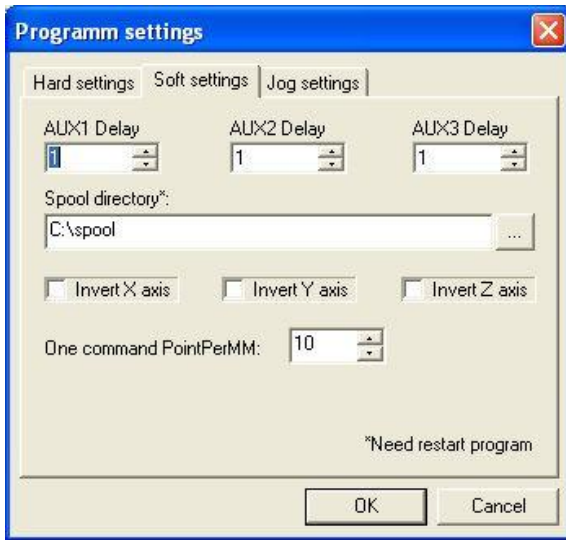 Programm settings
Hard settings Soft settings Jog settings
AUX1 Delay AUX2 Delay AUX3 Delay
1 1 1
Spool directory*:
C:\spool ...
Invert X axis Invert Y axis Invert Z axis
One command PointPerMM: 10
*Need restart program
OK Cancel